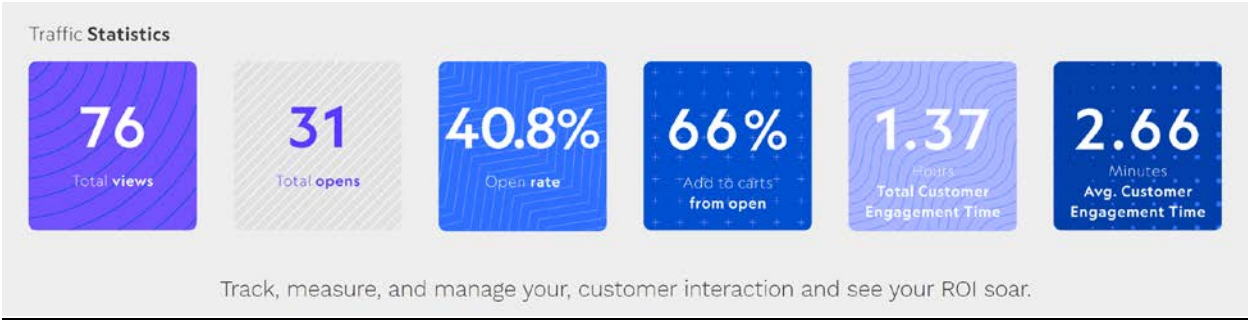 Traffic Statistics
76
Total views
31
Total opens
40.8%
Open rate
66%
Add to carts
from open
1.37
Hours
Total Customer
Engagement Time
2.66
Minutes
Avg. Customer
Engagement Time
Track, measure, and manage your, customer interaction and see your ROI soar.